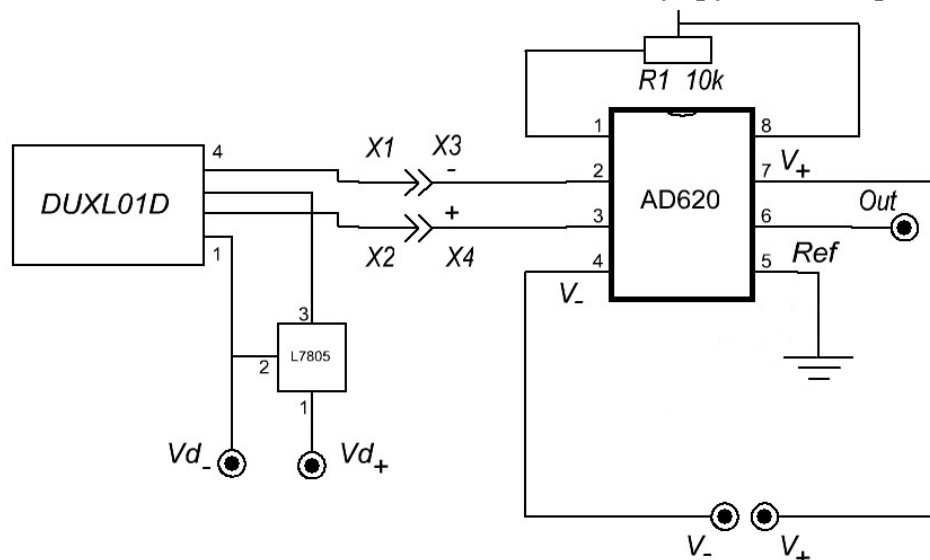 R1 10k
DUXL01D
4
1
X1
X3
-
+
X2
X4
1
2
3
4
V-
AD620
8
7
6
5
V+
Out
Ref
3
L7805
2
1
Vd-
Vd+
V-
V+